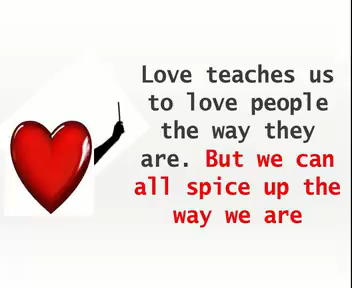 Love teaches us
to love people
the way they
are. But we can
all spice up the
way we are